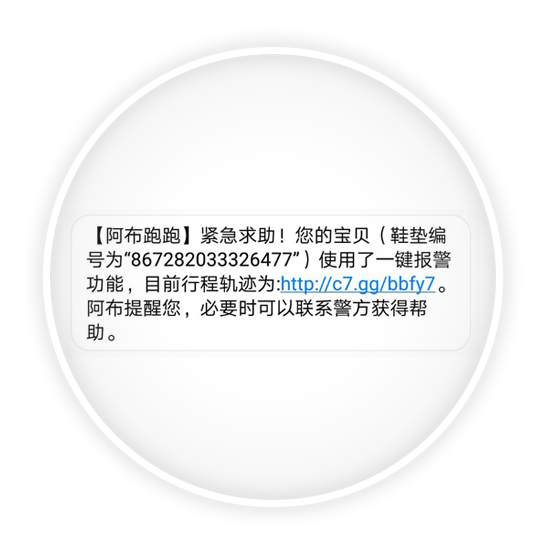 【阿布跑跑】紧急求助！您的宝贝（鞋垫编
号为“867282033326477”）使用了一键报警
功能，目前行程轨迹为:http://c7.gg/bbfy7。
阿布提醒您，必要时可以联系警方获得帮
助。